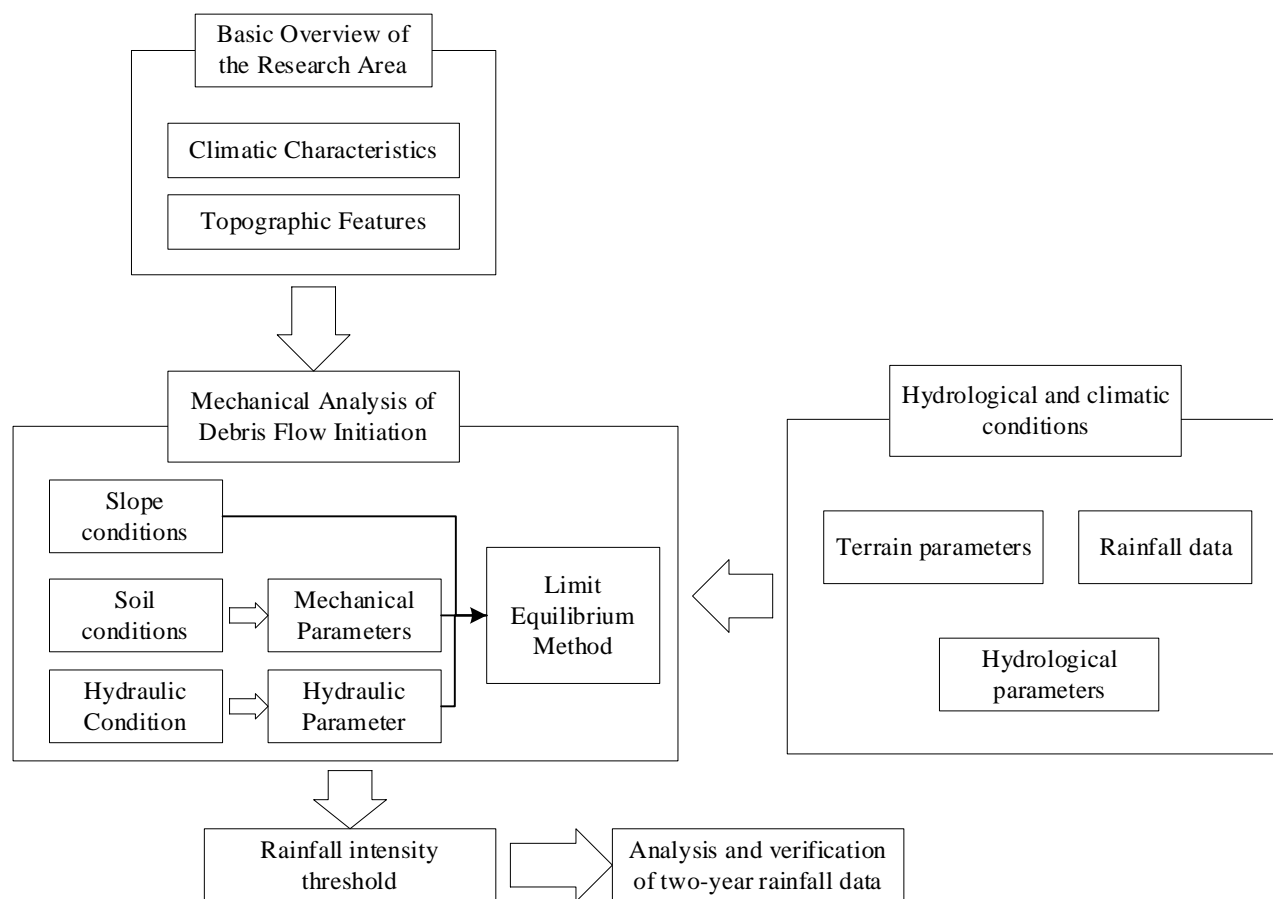 Basic Overview of
the Research Area
Climatic Characteristics
Topographic Features
Mechanical Analysis of
Debris Flow Initiation
Slope
conditions
Soil
conditions
Mechanical
Parameters
Hydraulic
Condition
Hydraulic
Parameter
Limit
Equilibrium
Method
Hydrological and climatic
conditions
Terrain parameters
Rainfall data
Hydrological
parameters
Rainfall intensity
threshold
Analysis and verification
of two-year rainfall data